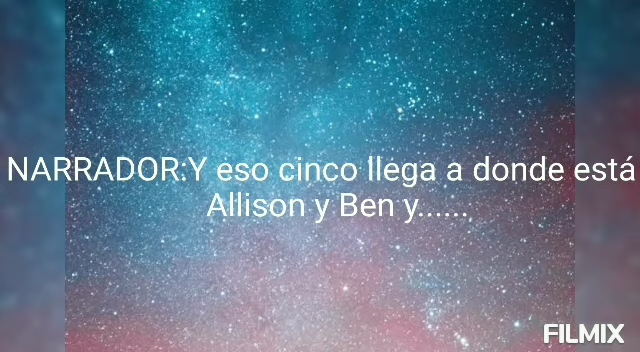 NARRADOR:Y eso cinco llega a donde está
Allison y Ben y......
FILMIX